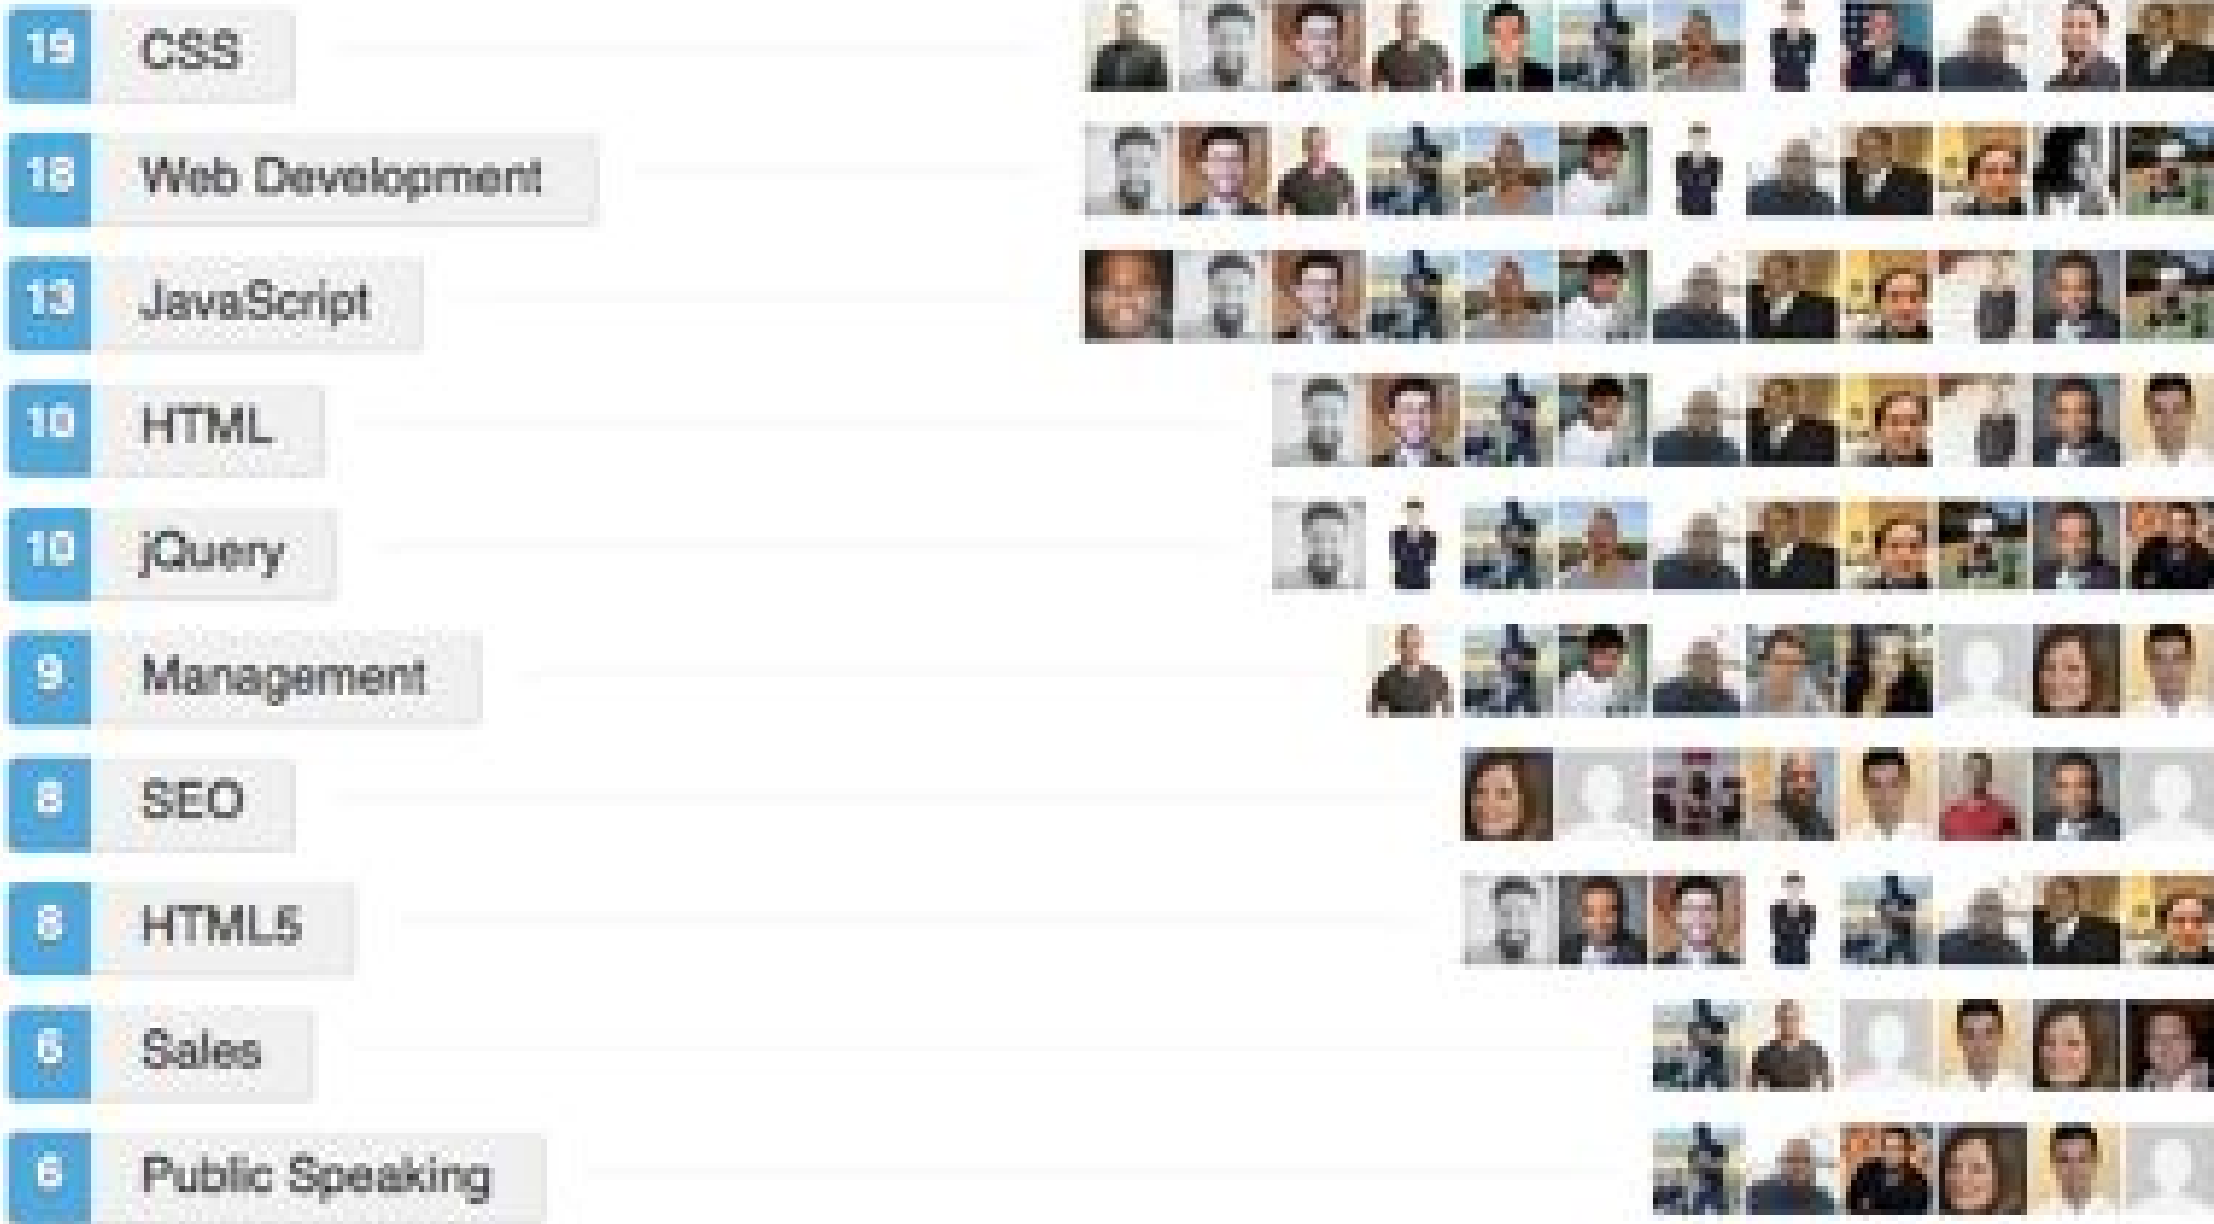 19 CSS
18 Web Development
13 JavaScript
10 HTML
10 jQuery
9 Management
8 SEO
8 HTML5
6 Sales
6 Public Speaking